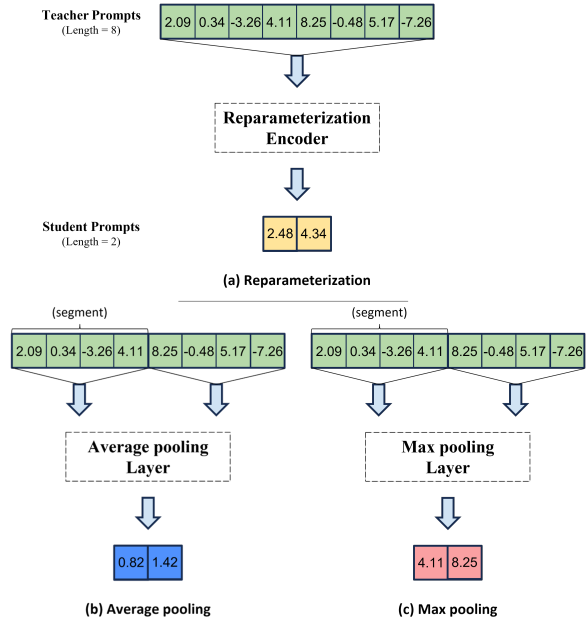 Teacher Prompts
(Length = 8)
2.09 0.34 -3.26 4.11 8.25 -0.48 5.17 -7.26
Reparameterization
Encoder
Student Prompts
(Length = 2)
2.48 4.34
(a) Reparameterization
(segment)
2.09 0.34 -3.26 4.11 8.25 -0.48 5.17 -7.26
Average pooling
Layer
0.82 1.42
(b) Average pooling
(segment)
2.09 0.34 -3.26 4.11 8.25 -0.48 5.17 -7.26
Max pooling
Layer
4.11 8.25
(c) Max pooling